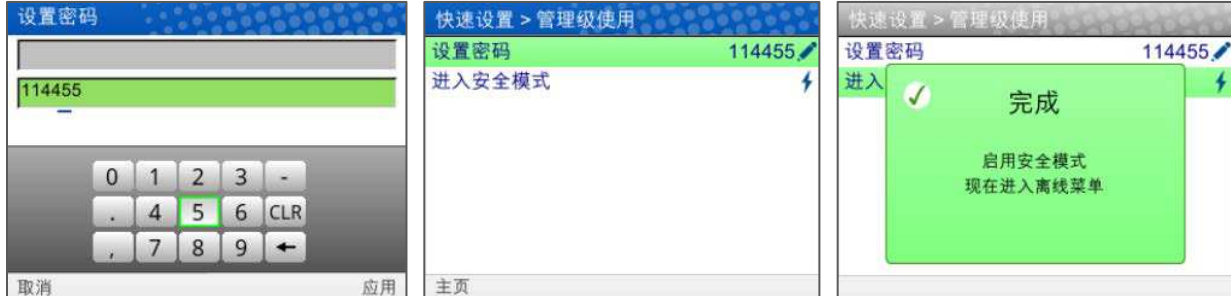 设置密码
114455
0 1 2 3 -
. 4 5 6 CLR
, 7 8 9 ←
取消 应用
快速设置 > 管理级使用
设置密码 114455
进入安全模式
主页
快速设置 > 管理级使用
设置密码 114455
进入
完成
启用安全模式
现在进入离线菜单